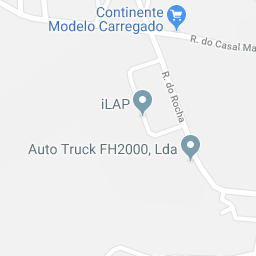 Continente
Modelo Carregado
R. do Casal Ma
R. do Rocha
iLAP
Auto Truck FH2000, Lda